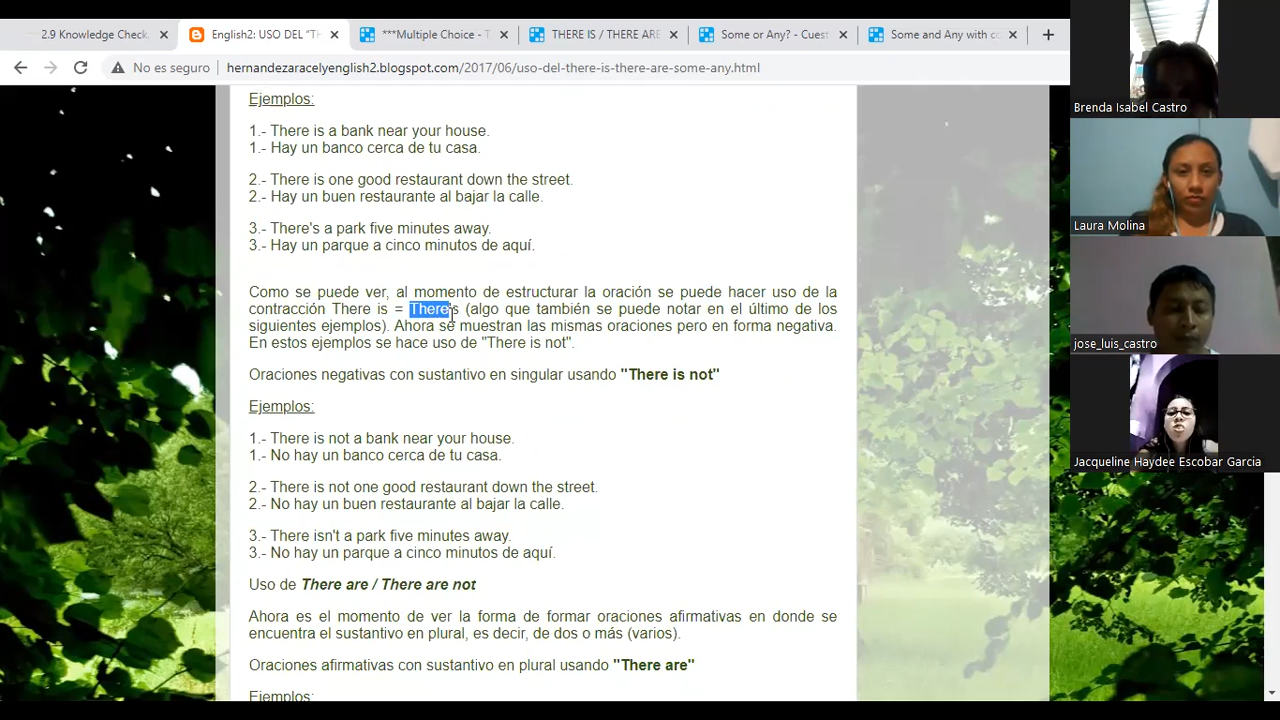 2.9 Knowledge Check
English2: USO DEL "TH
***Multiple Choice - T
THERE IS / THERE ARE
Some or Any? - Cuest
Some and Any with co
No es seguro
hernandezaracelyenglish2.blogspot.com/2017/06/uso-del-there-is-there-are-some-any.html
Ejemplos:
1.- There is a bank near your house.
1.- Hay un banco cerca de tu casa.
2.- There is one good restaurant down the street.
2.- Hay un buen restaurante al bajar la calle.
3.- There's a park five minutes away.
3.- Hay un parque a cinco minutos de aquí.
Como se puede ver, al momento de estructurar la oración se puede hacer uso de la
contracción There is = There's (algo que también se puede notar en el último de los
siguientes ejemplos). Ahora se muestran las mismas oraciones pero en forma negativa.
En estos ejemplos se hace uso de "There is not".
Oraciones negativas con sustantivo en singular usando "There is not"
Ejemplos:
1.- There is not a bank near your house.
1.- No hay un banco cerca de tu casa.
2.- There is not one good restaurant down the street.
2.- No hay un buen restaurante al bajar la calle.
3.- There isn't a park five minutes away.
3.- No hay un parque a cinco minutos de aquí.
Uso de There are / There are not
Ahora es el momento de ver la forma de formar oraciones afirmativas en donde se
encuentra el sustantivo en plural, es decir, de dos o más (varios).
Oraciones afirmativas con sustantivo en plural usando "There are"
Ejemplos:
Brenda Isabel Castro
Laura Molina
jose_luis_castro
Jacqueline Haydee Escobar Garcia